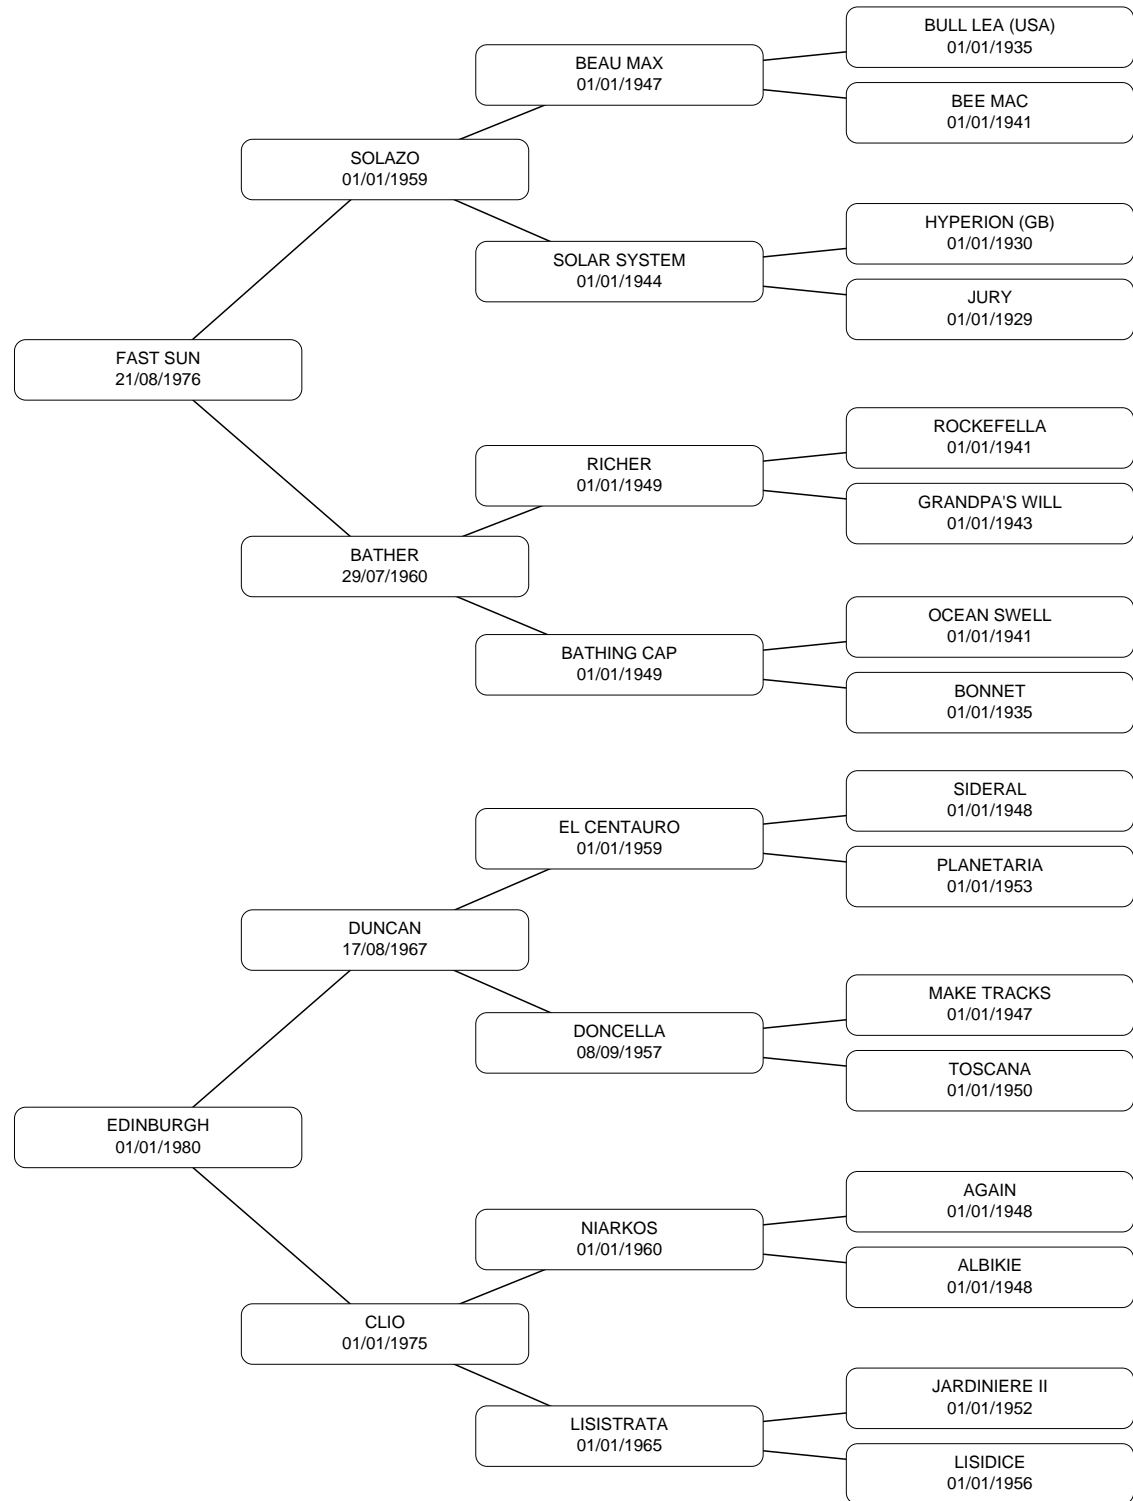 BULL LEA (USA)
01/01/1935
BEAU MAX
01/01/1947
BEE MAC
01/01/1941
SOLAZO
01/01/1959
HYPERION (GB)
01/01/1930
SOLAR SYSTEM
01/01/1944
JURY
01/01/1929
FAST SUN
21/08/1976
ROCKEFELLA
01/01/1941
RICHER
01/01/1949
GRANDPA'S WILL
01/01/1943
BATHER
29/07/1960
OCEAN SWELL
01/01/1941
BATHING CAP
01/01/1949
BONNET
01/01/1935
SIDERAL
01/01/1948
EL CENTAURO
01/01/1959
PLANETARIA
01/01/1953
DUNCAN
17/08/1967
MAKE TRACKS
01/01/1947
DONCELLA
08/09/1957
TOSCANA
01/01/1950
EDINBURGH
01/01/1980
AGAIN
01/01/1948
NIARKOS
01/01/1960
ALBIKIE
01/01/1948
CLIO
01/01/1975
JARDINIERE II
01/01/1952
LISISTRATA
01/01/1965
LISIDICE
01/01/1956